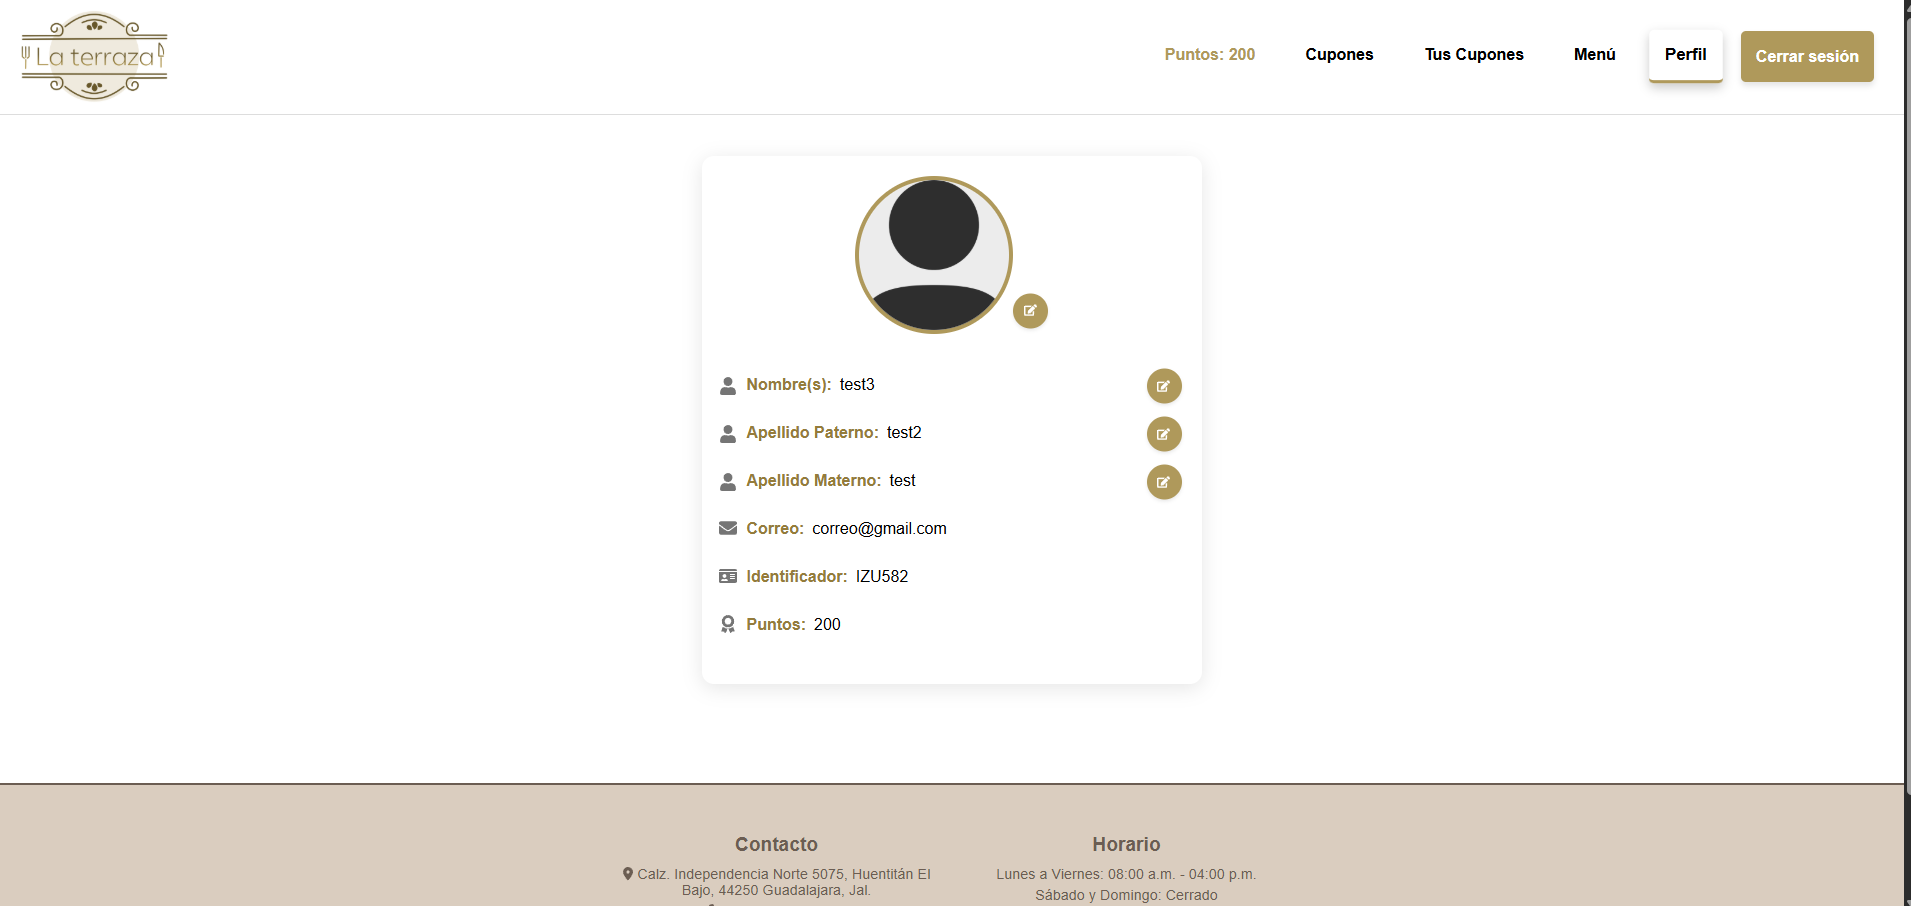 La terraza
Puntos: 200
Cupones
Tus Cupones
Menú
Perfil
Cerrar sesión
Nombre(s): test3
Apellido Paterno: test2
Apellido Materno: test
Correo: correo@gmail.com
Identificador: IZU582
Puntos: 200
Contacto
Calz. Independencia Norte 5075, Huentitán El
Bajo, 44250 Guadalajara, Jal.
Horario
Lunes a Viernes: 08:00 a.m. - 04:00 p.m.
Sábado y Domingo: Cerrado